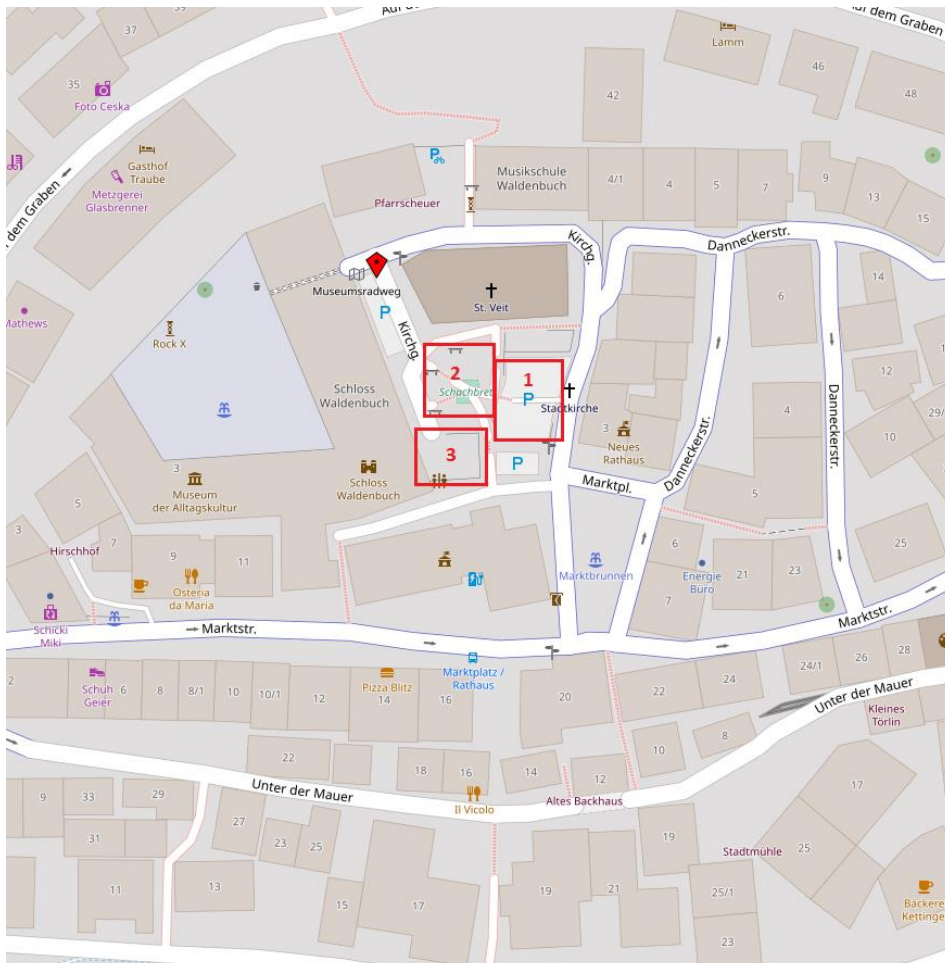 Auf dem Graben
37
39
35
Foto Ceska
Gasthof
Traube
Metzgerei
Glasbrenner
dem Graben
Lamm
46
48
42
Musikschule
Waldenbuch
4/1
4
5
7
9
13
15
Pfarrscheuer
P
Kirchg.
Danneckerstr.
Museumsradweg
P
St. Veit
Mathews
Rock X
Kirchg.
6
14
Schloss
Waldenbuch
2
1
3
Schachbret
P
Stadtkirche
P
12
29/
Danneckerstr.
Danneckerstr.
4
10
3
Neues
Rathaus
3
Museum
der Alltagskultur
Schloss
Waldenbuch
Marktpl.
5
5
3
7
Hirschhof
9
11
Osteria
da Maria
Marktbrunnen
6
7
Energie
Büro
21
23
25
Schicki
Miki
Marktstr.
Marktstr.
2
Schuh
Geier
6
8
8/1
10
10/1
12
Pizza Blitz
14
16
Marktplatz /
Rathaus
20
22
24
24/1
26
28
Unter der Mauer
Kleines
Törlin
22
18
16
14
12
10
8
Unter der Mauer
Il Vicolo
Altes Backhaus
9
33
29
31
27
23
25
11
13
15
17
19
21
19
25/1
23
Stadtmühle
17
25
Bäckere
Kettinge